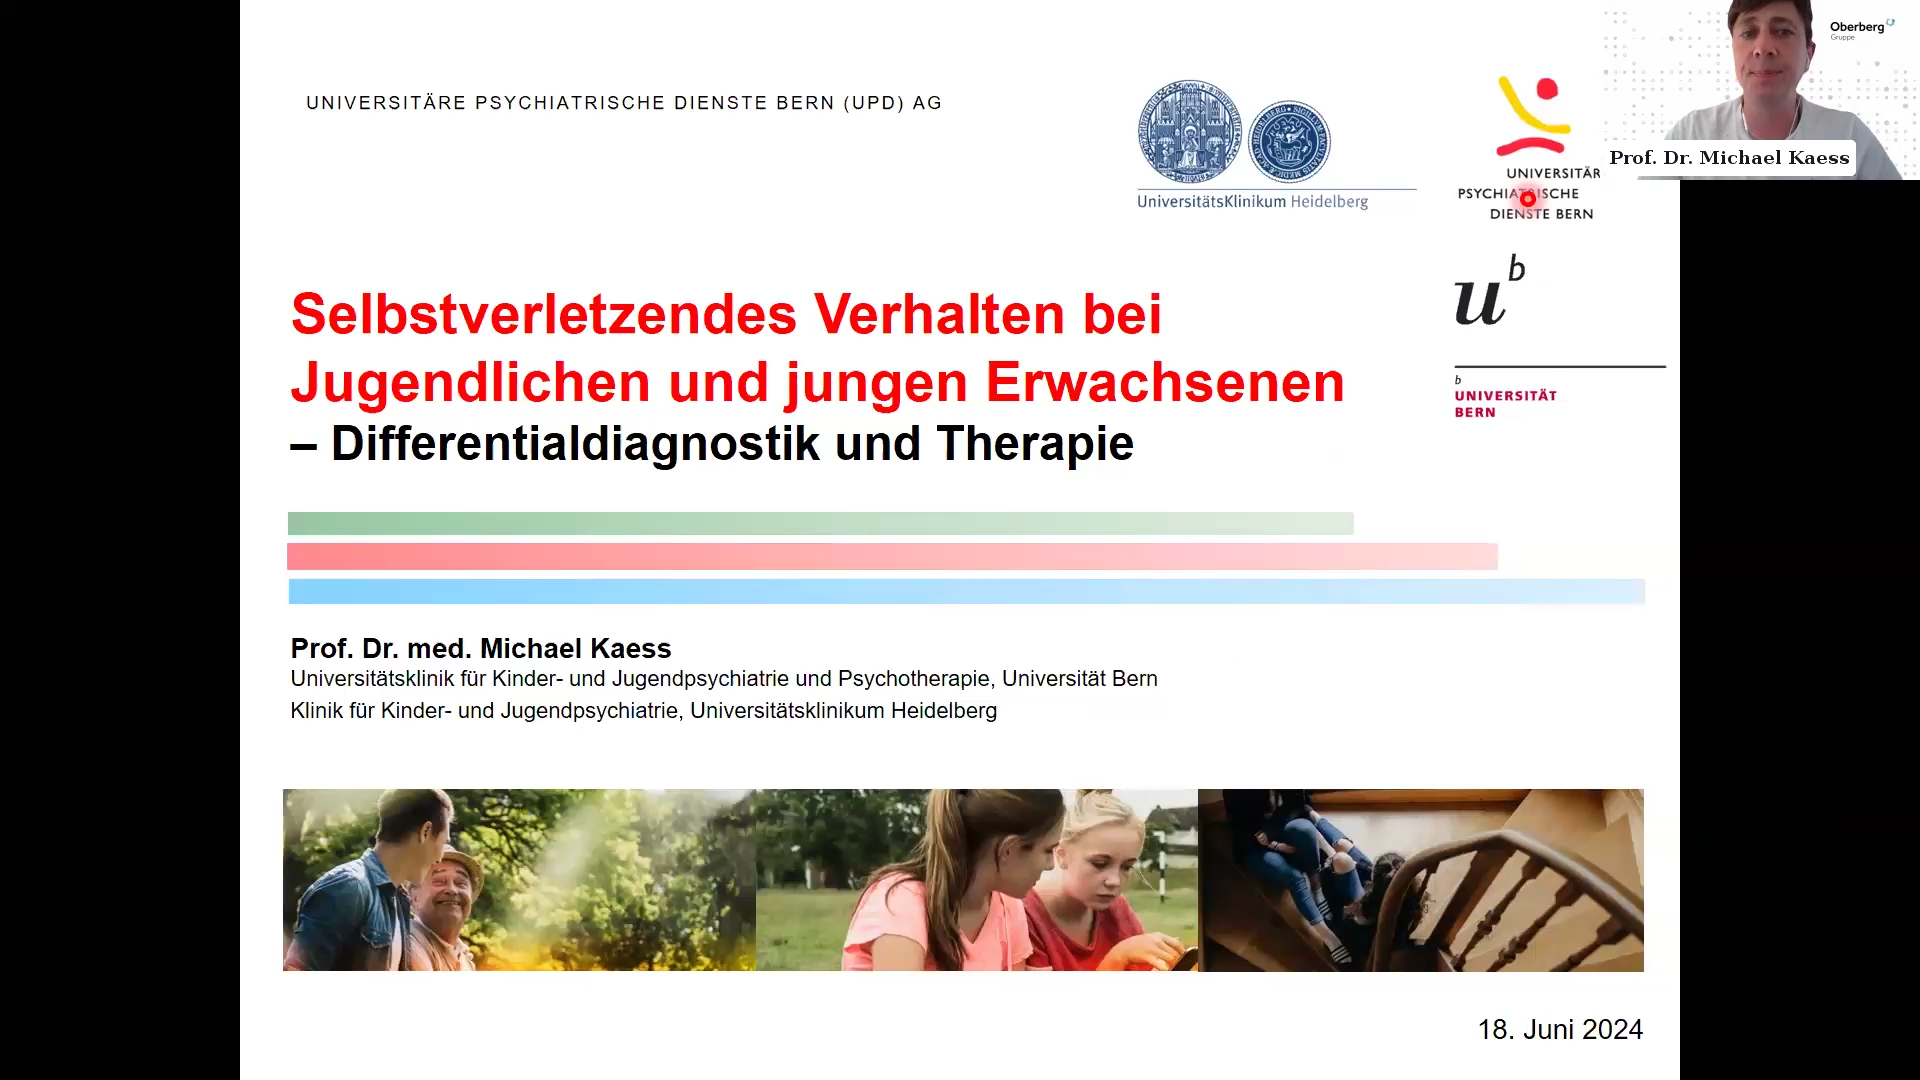 Oberberg
Gruppe
Prof. Dr. Michael Kaess
UNIVERSITÄRE PSYCHIATRISCHE DIENSTE BERN (UPD) AG
UniversitätsKlinikum Heidelberg
UNIVERSITÄR
PSYCHIATRISCHE
DIENSTE BERN
u b
b
UNIVERSITÄT
BERN
Selbstverletzendes Verhalten bei
Jugendlichen und jungen Erwachsenen
– Differentialdiagnostik und Therapie
Prof. Dr. med. Michael Kaess
Universitätsklinik für Kinder- und Jugendpsychiatrie und Psychotherapie, Universität Bern
Klinik für Kinder- und Jugendpsychiatrie, Universitätsklinikum Heidelberg
18. Juni 2024